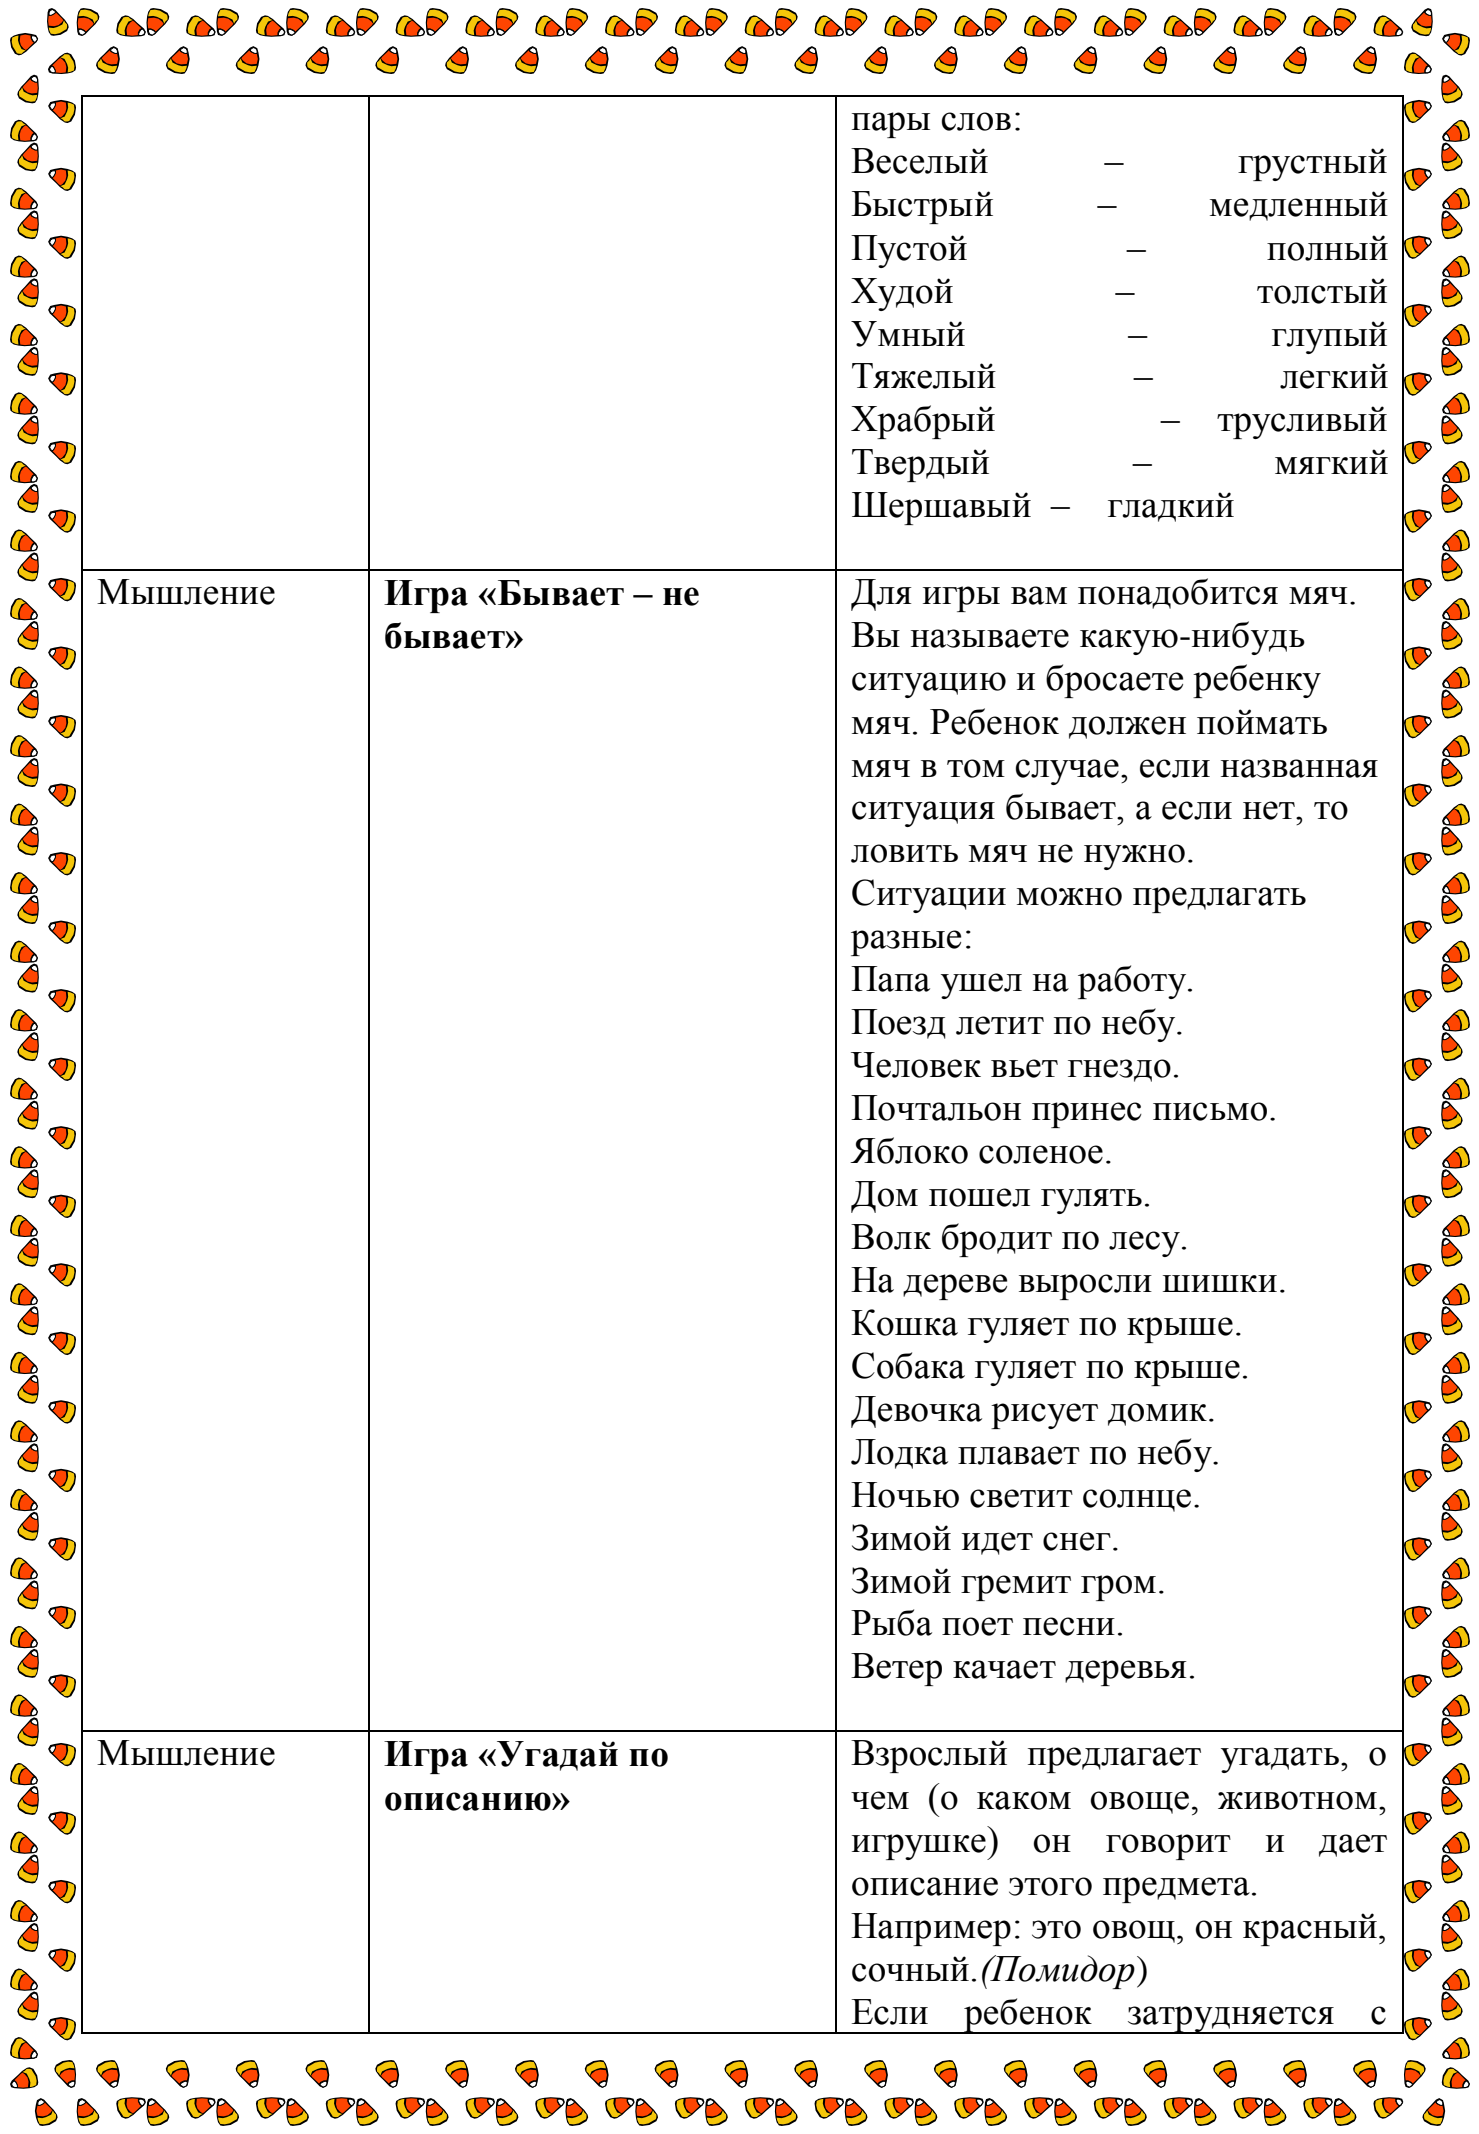 пары слов:
Веселый – грустный
Быстрый – медленный
Пустой – полный
Худой – толстый
Умный – глупый
Тяжелый – легкий
Храбрый – трусливый
Твердый – мягкий
Шершавый – гладкий
Мышление
Игра «Бывает – не
бывает»
Для игры вам понадобится мяч.
Вы называете какую-нибудь
ситуацию и бросаете ребенку
мяч. Ребенок должен поймать
мяч в том случае, если названная
ситуация бывает, а если нет, то
ловить мяч не нужно.
Ситуации можно предлагать
разные:
Папа ушел на работу.
Поезд летит по небу.
Человек вьет гнездо.
Почтальон принес письмо.
Яблоко соленое.
Дом пошел гулять.
Волк бродит по лесу.
На дереве выросли шишки.
Кошка гуляет по крыше.
Собака гуляет по крыше.
Девочка рисует домик.
Лодка плавает по небу.
Ночью светит солнце.
Зимой идет снег.
Зимой гремит гром.
Рыба поет песни.
Ветер качает деревья.
Мышление
Игра «Угадай по
описанию»
Взрослый предлагает угадать, о
чем (о каком овоще, животном,
игрушке) он говорит и дает
описание этого предмета.
Например: это овощ, он красный,
сочный.(Помидор)
Если ребенок затрудняется с